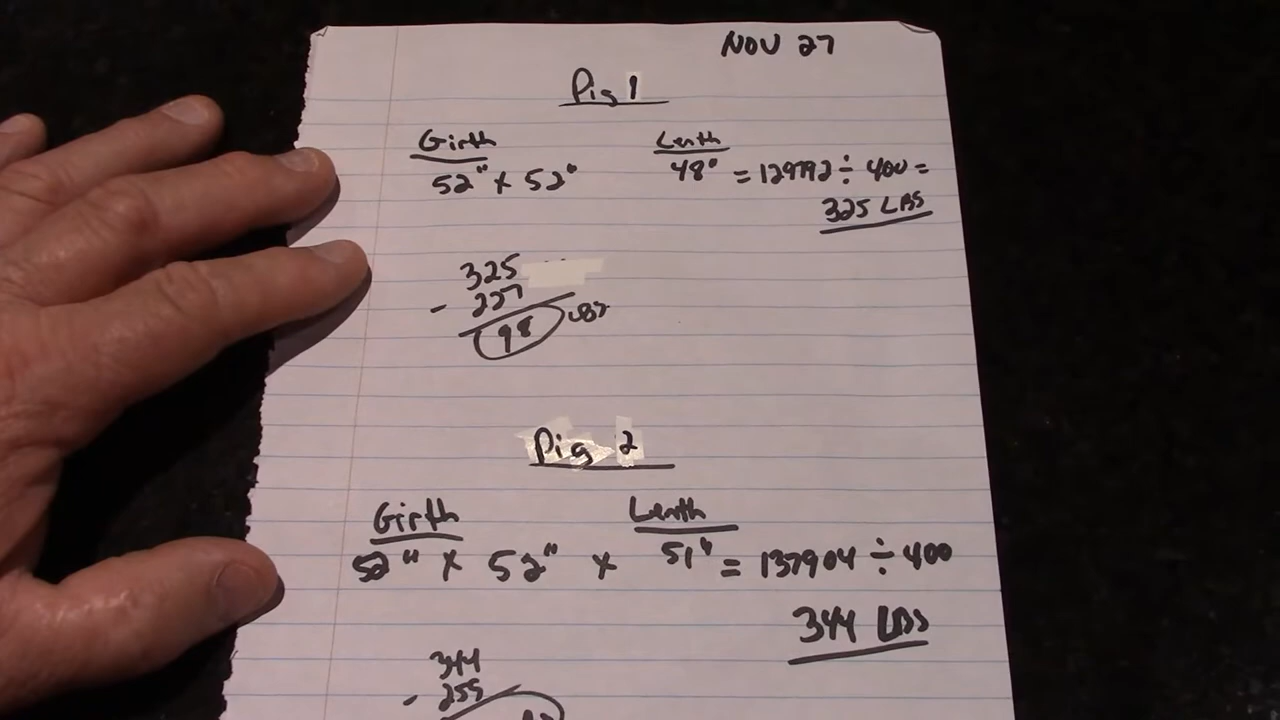 NOV 27
Pig 1
Girth Lenth
52" x 52" 48" = 129792 ÷ 400 =
325 LBS
325
- 227
98 LBS
Pig 2
Girth Lenth
52" x 52" x 51" = 137904 ÷ 400
344 LBS
344
- 255